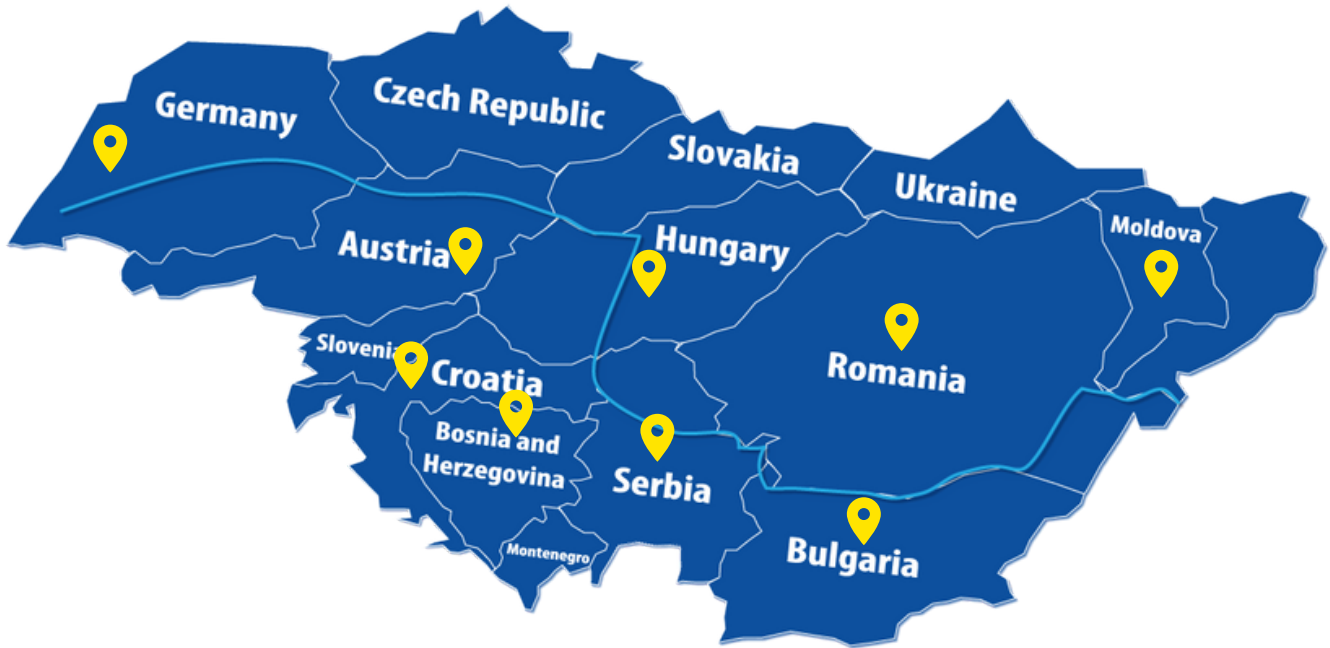 Germany
Czech Republic
Slovakia
Ukraine
Moldova
Austria
Hungary
Slovenia
Croatia
Romania
Bosnia and
Herzegovina
Serbia
Montenegro
Bulgaria